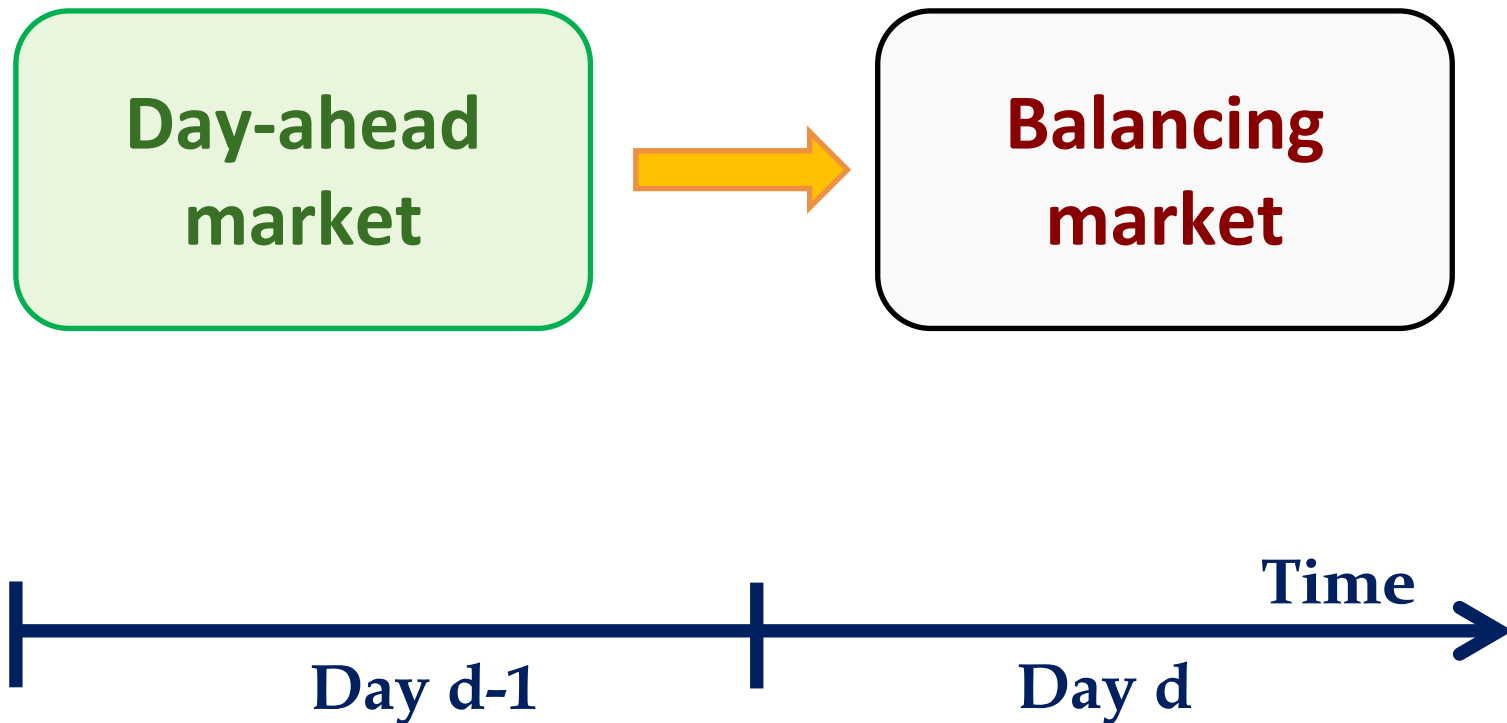 Day-ahead
market
Balancing
market
Time
Day d-1
Day d